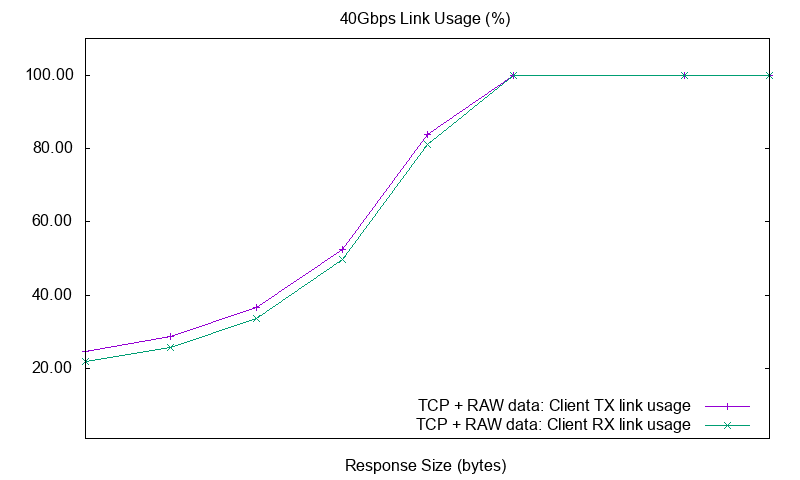 40Gbps Link Usage (%)
100.00
80.00
60.00
40.00
20.00
TCP + RAW data: Client TX link usage
TCP + RAW data: Client RX link usage
Response Size (bytes)